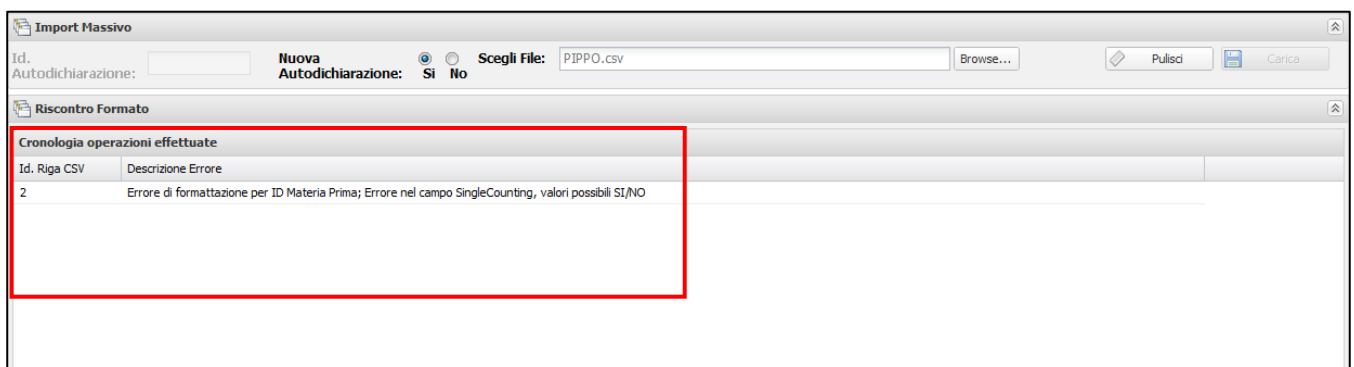 Import Massivo
Id. Autodichiarazione:
Nuova Autodichiarazione:
Si No
Scegli File:
PIPPO.csv
Browse...
Pulisci
Carica
Riscontro Formato
Cronologia operazioni effettuate
Id. Riga CSV Descrizione Errore
2 Errore di formattazione per ID Materia Prima; Errore nel campo SingleCounting, valori possibili SI/NO